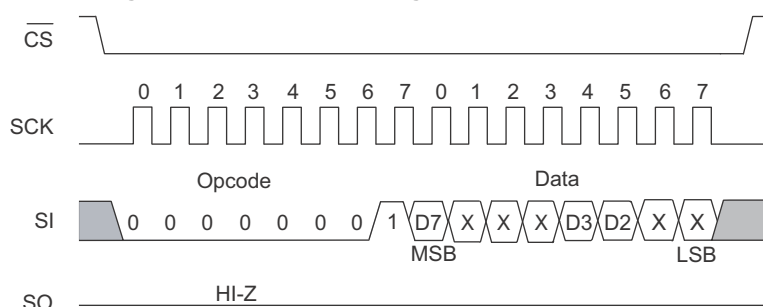 CS
0 1 2 3 4 5 6 7 0 1 2 3 4 5 6 7
SCK
Opcode Data
SI 0 0 0 0 0 0 0 1 D7 X X X D3 D2 X X
MSB LSB
HI-Z
SO